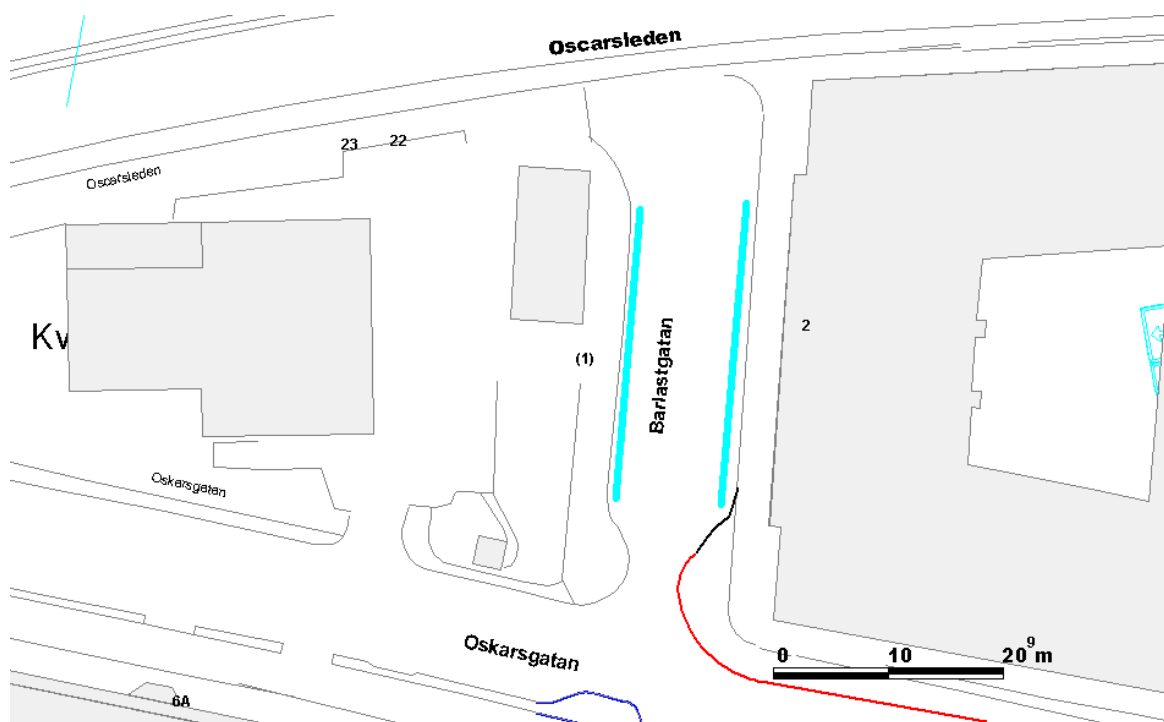 Oscarsleden
23
22
Oscarsleden
2
Kv
(1)
Barlastgatan
Oskarsgatan
Oskarsgatan
9
0 10 20 m
6A